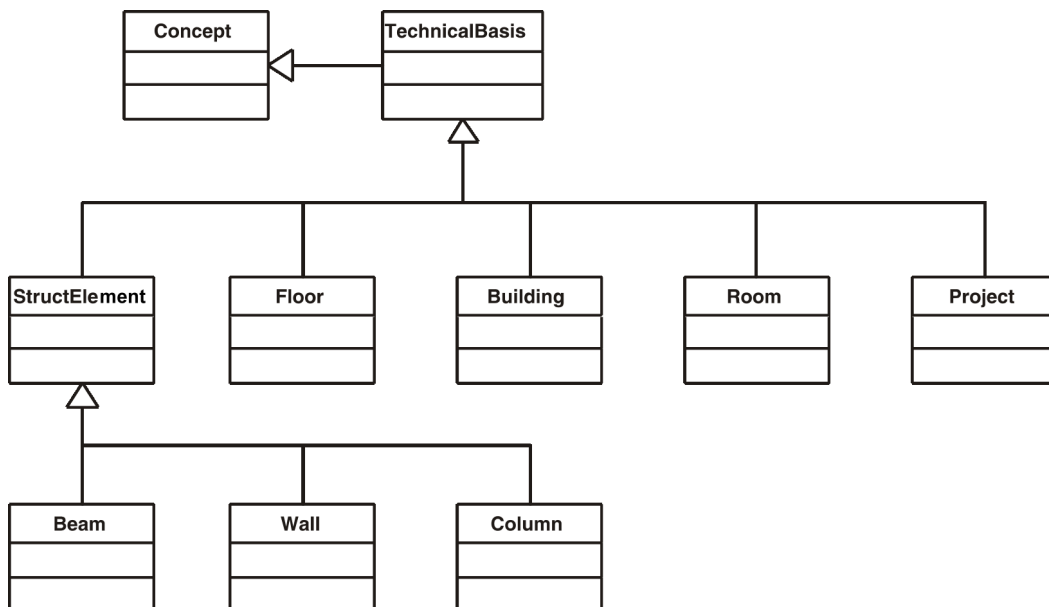 Concept
TechnicalBasis
StructElement
Floor
Building
Room
Project
Beam
Wall
Column